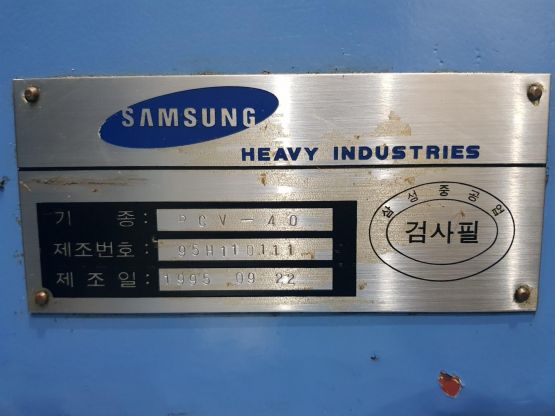 SAMSUNG
HEAVY INDUSTRIES
기 종 : PCV-40
제조번호 : 95H110111
제 조 일 : 1995 09 22
삼성중공업
검사필